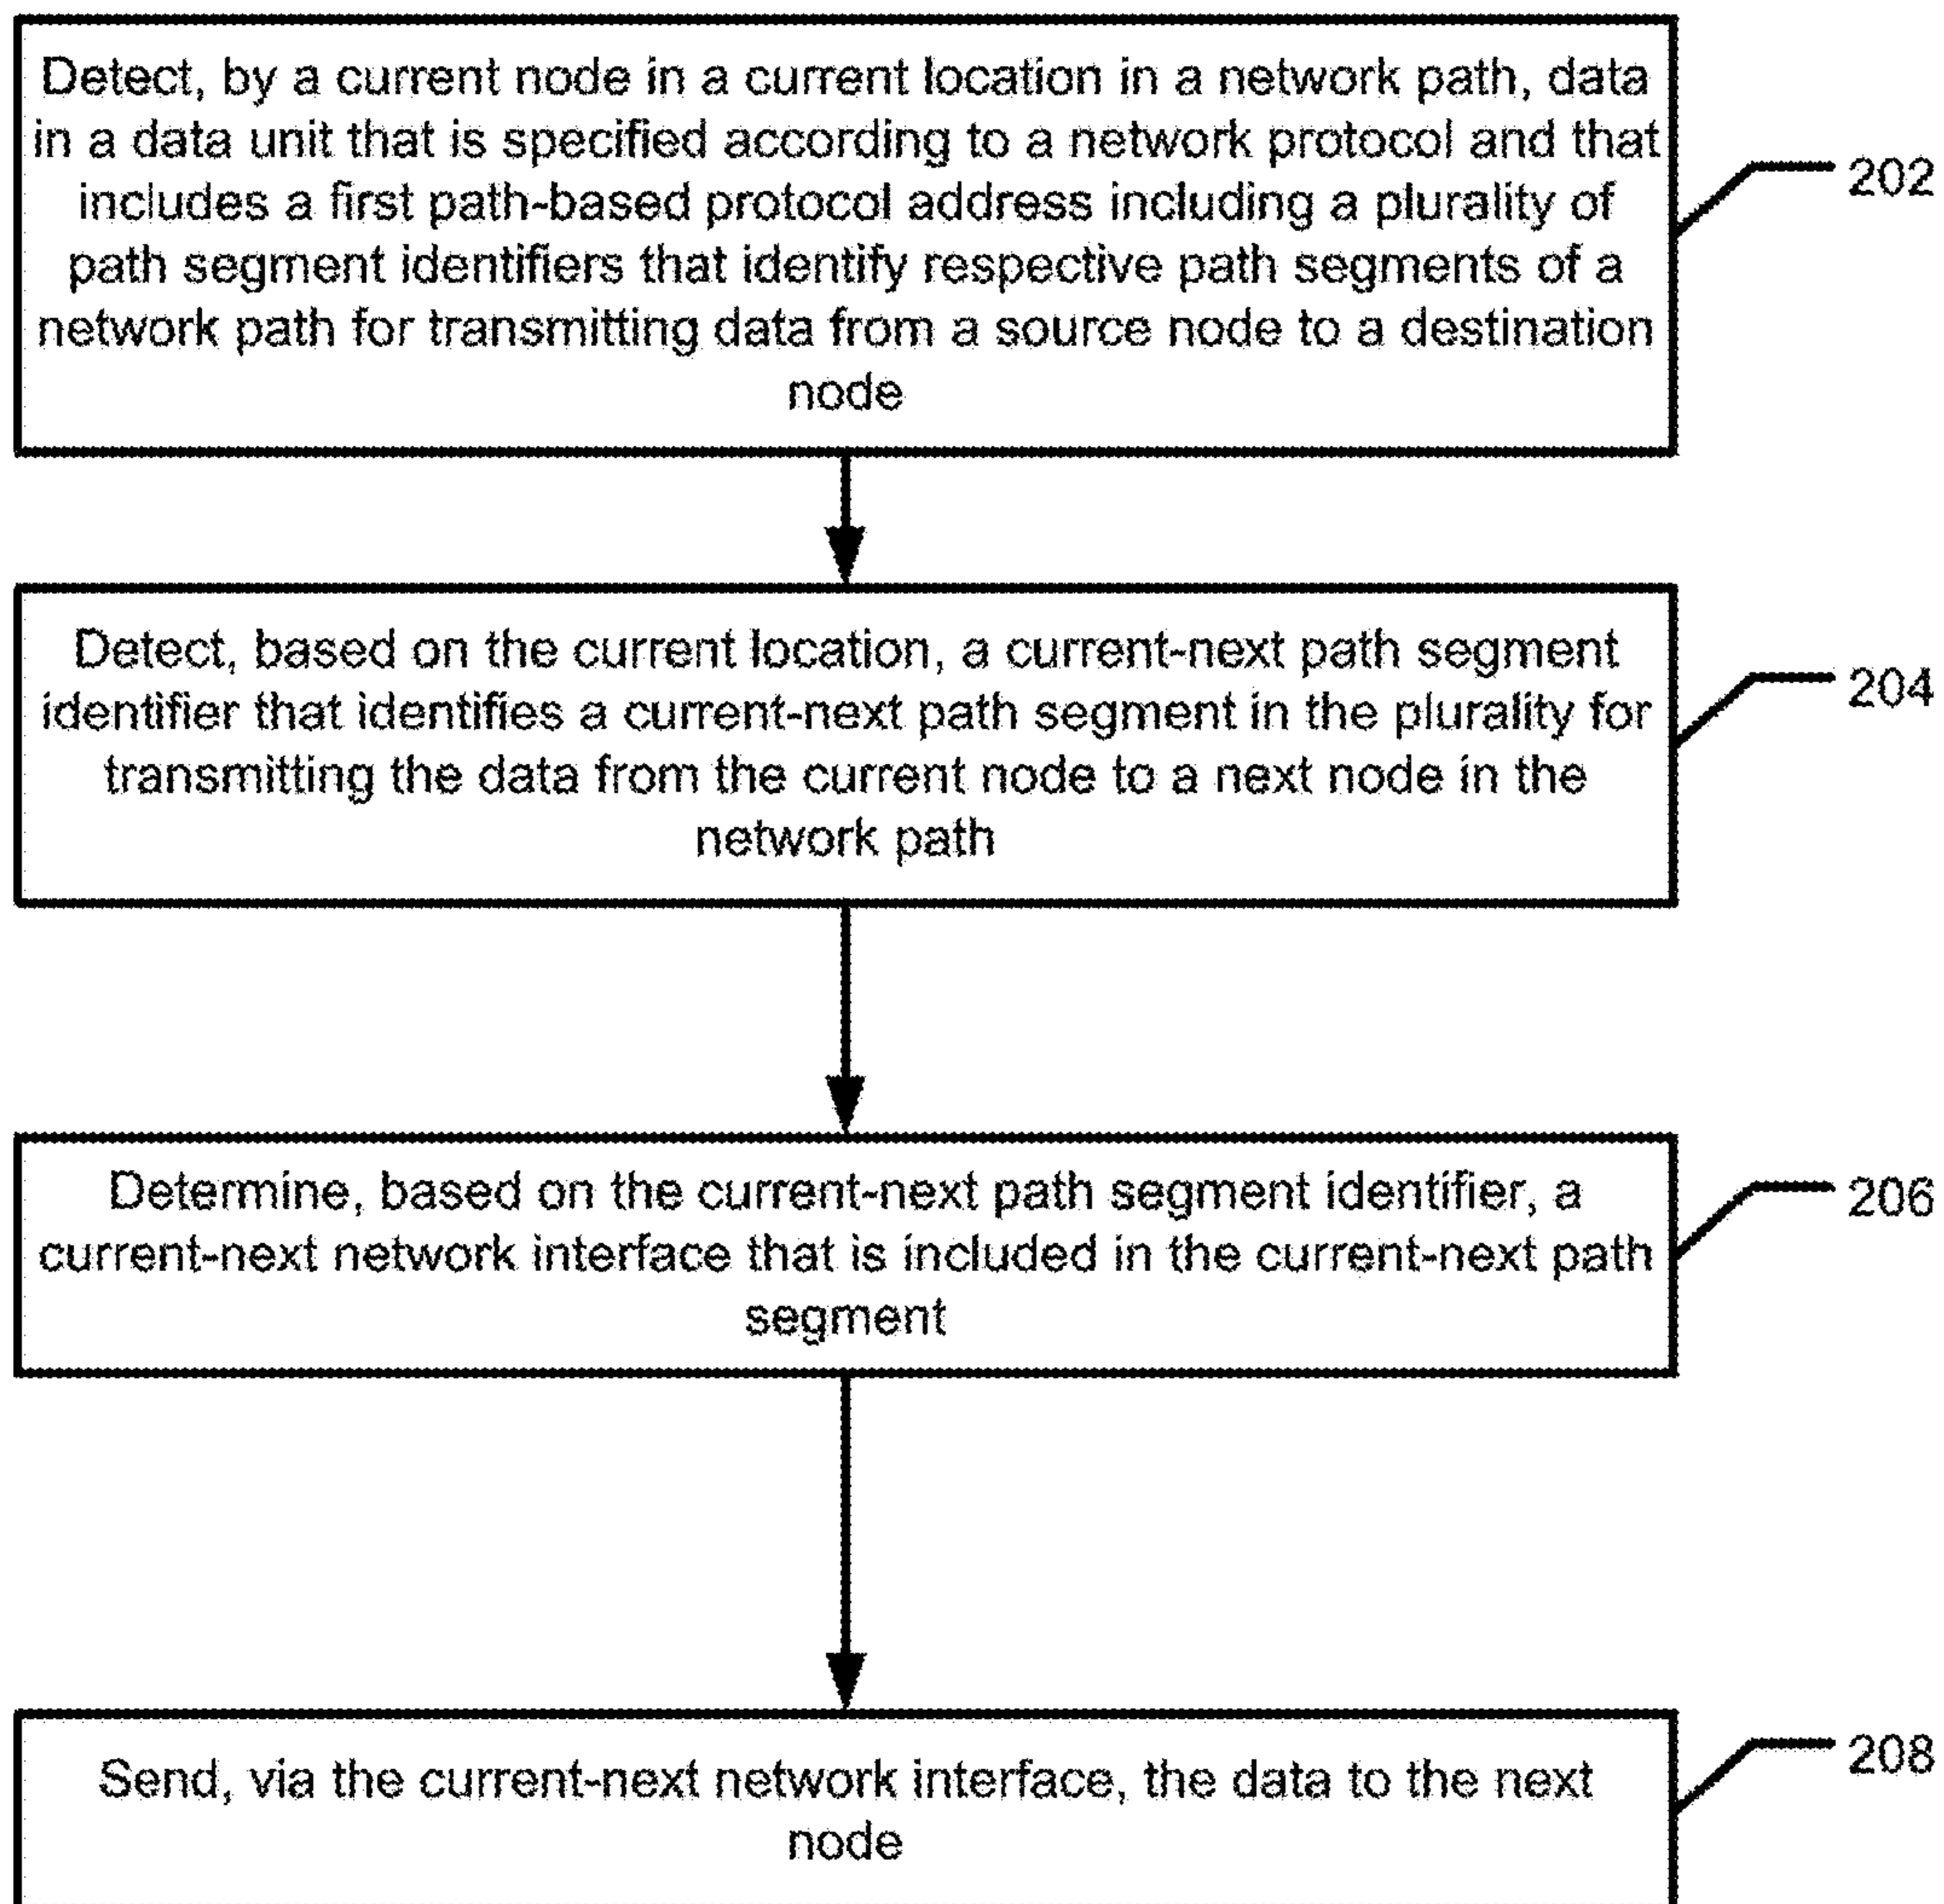 Detect, by a current node in a current location in a network path, data
in a data unit that is specified according to a network protocol and that
includes a first path-based protocol address including a plurality of
path segment identifiers that identify respective path segments of a
network path for transmitting data from a source node to a destination
node
202
Detect, based on the current location, a current-next path segment
identifier that identifies a current-next path segment in the plurality for
transmitting the data from the current node to a next node in the
network path
204
Determine, based on the current-next path segment identifier, a
current-next network interface that is included in the current-next path
segment
206
Send, via the current-next network interface, the data to the next
node
208